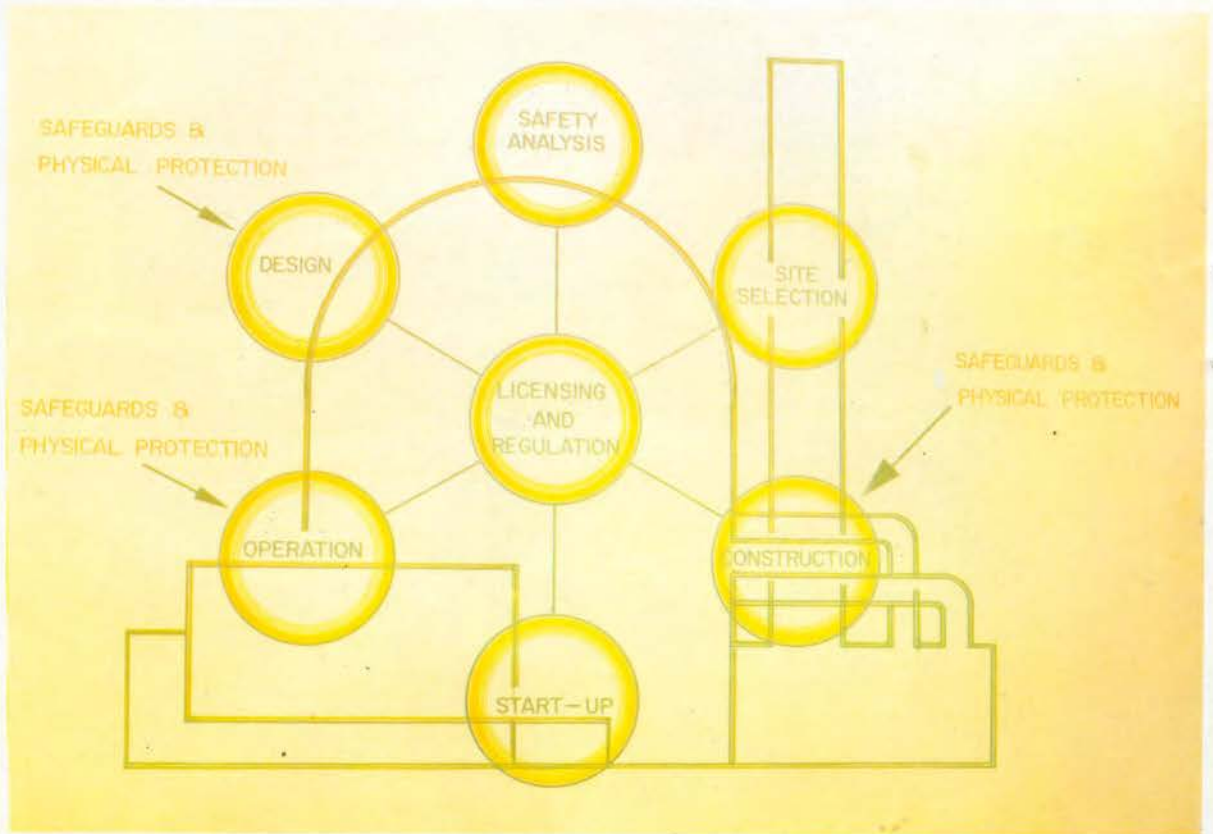 SAFETY
ANALYSIS
SAFEGUARDS &
PHYSICAL PROTECTION
DESIGN
SITE
SELECTION
LICENSING
AND
REGULATION
SAFEGUARDS &
PHYSICAL PROTECTION
SAFEGUARDS &
PHYSICAL PROTECTION
OPERATION
CONSTRUCTION
START-UP